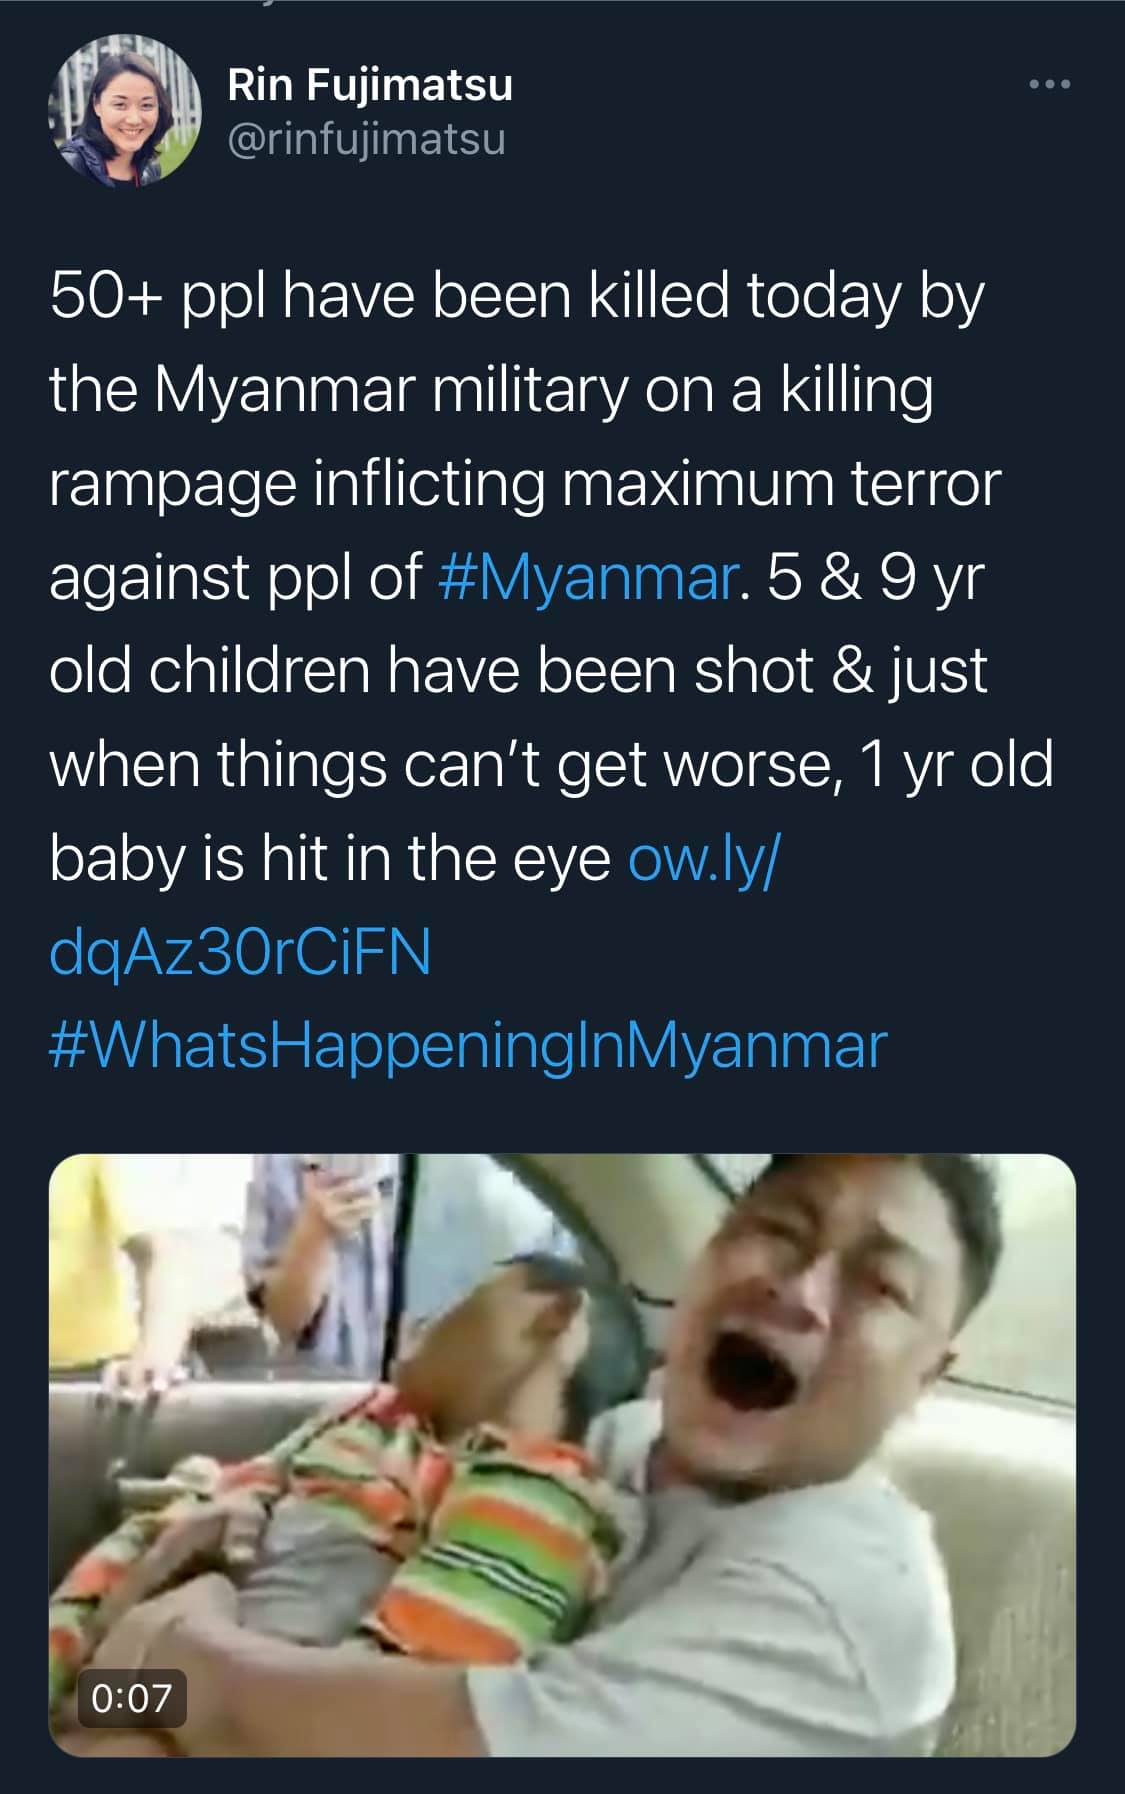 Rin Fujimatsu
@rinfujimatsu
50+ ppl have been killed today by
the Myanmar military on a killing
rampage inflicting maximum terror
against ppl of #Myanmar. 5 & 9 yr
old children have been shot & just
when things can’t get worse, 1 yr old
baby is hit in the eye ow.ly/
dqAz30rCiFN
#WhatsHappeningInMyanmar
0:07